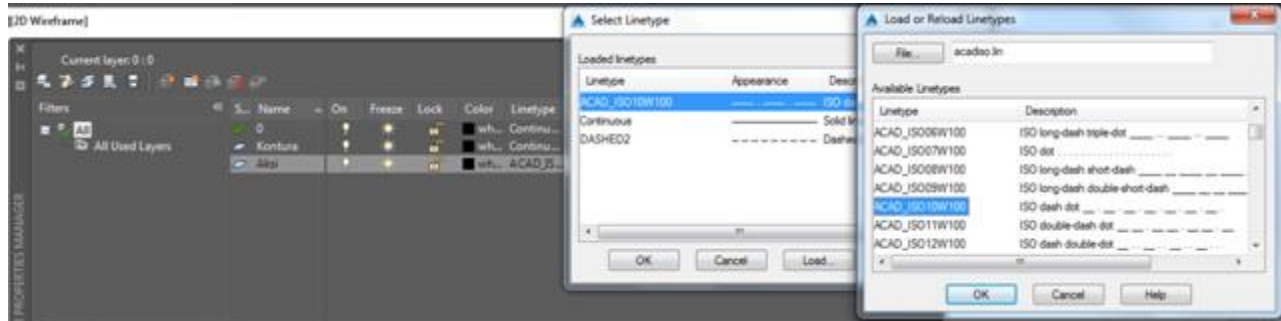 [2D Wireframe]
Current layer: 0 : 0
Filters
All
All Used Layers
S... Name On Freeze Lock Color Linetype
0 wh... Continu...
Kontura wh... Continu...
Aksi wh... ACAD_IS...
PROPERTIES MANAGER
Select Linetype
Loaded linetypes
Linetype Appearance Descr
ACAD_ISO10W100 ISO da
Continuous Solid lin
DASHED2 Dashed
OK Cancel Load...
Load or Reload Linetypes
File... acadiso.lin
Available Linetypes
Linetype Description
ACAD_ISO06W100 ISO long-dash triple-dot
ACAD_ISO07W100 ISO dot
ACAD_ISO08W100 ISO long-dash short-dash
ACAD_ISO09W100 ISO long-dash double-short-dash
ACAD_ISO10W100 ISO dash dot
ACAD_ISO11W100 ISO double-dash dot
ACAD_ISO12W100 ISO dash double-dot
OK Cancel Help